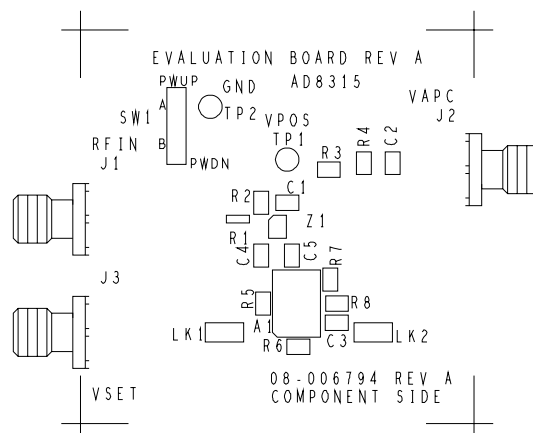 EVALUATION BOARD REV A
AD8315
PWUP
A
GND
TP2
SW1
B
PWDN
RFIN
J1
VPOS
TP1
VAPC
J2
R3
R4
C2
R2
C1
R1
Z1
C4
C5
R7
J3
R5
R8
A1
C3
LK1
R6
LK2
VSET
08-006794 REV A
COMPONENT SIDE